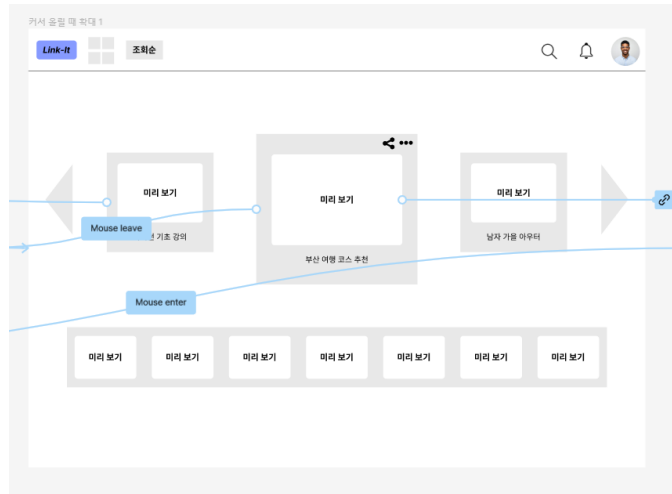 커서 올릴 때 확대 1
Link-It
조회순
미리 보기
미리 보기
미리 보기
Mouse leave
기초 강의
부산 여행 코스 추천
남자 가을 아우터
Mouse enter
미리 보기
미리 보기
미리 보기
미리 보기
미리 보기
미리 보기
미리 보기